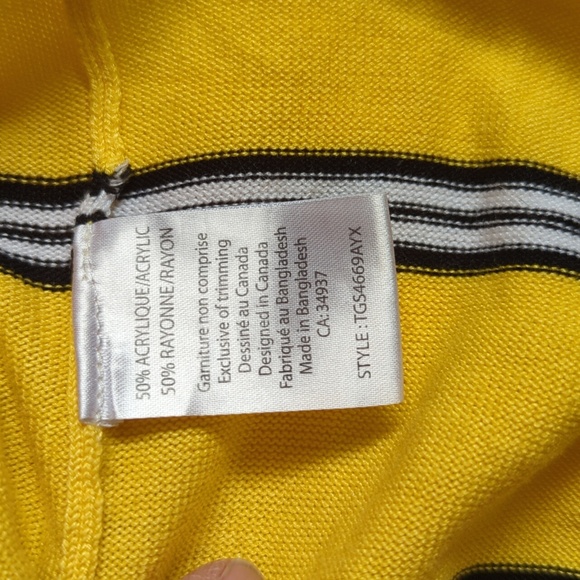 50% ACRYLIQUE/ACRYLIC
50% RAYONNE/RAYON
Garniture non comprise
Exclusive of trimming
Dessiné au Canada
Designed in Canada
Fabriqué au Bangladesh
Made in Bangladesh
CA: 34937
STYLE : TGS4669AYX